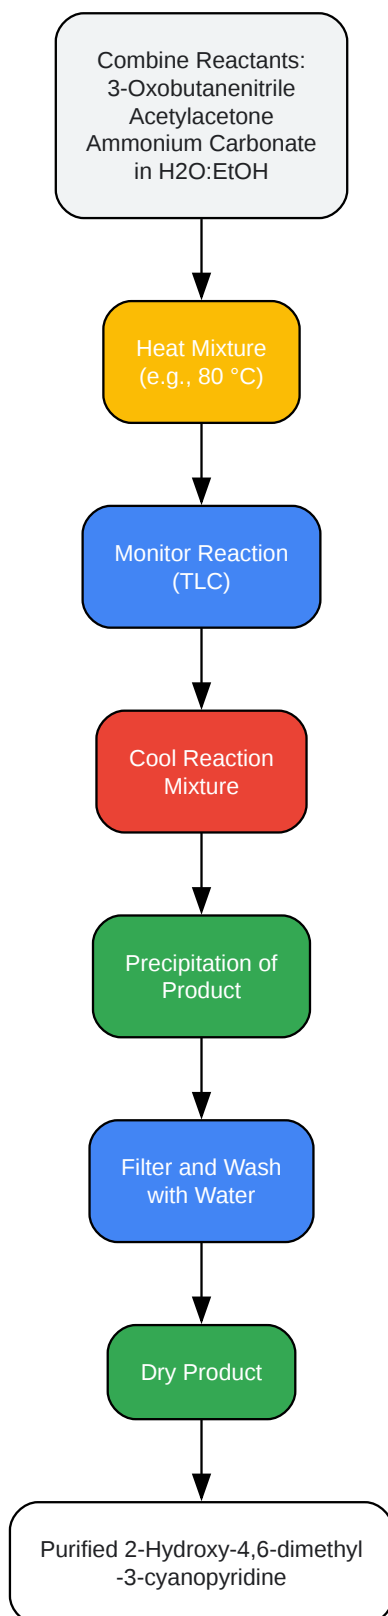 Combine Reactants:
3-Oxobutanenitrile
Acetylacetone
Ammonium Carbonate
in H2O:EtOH
Heat Mixture
(e.g., 80 °C)
Monitor Reaction
(TLC)
Cool Reaction
Mixture
Precipitation of
Product
Filter and Wash
with Water
Dry Product
Purified 2-Hydroxy-4,6-dimethyl
-3-cyanopyridine